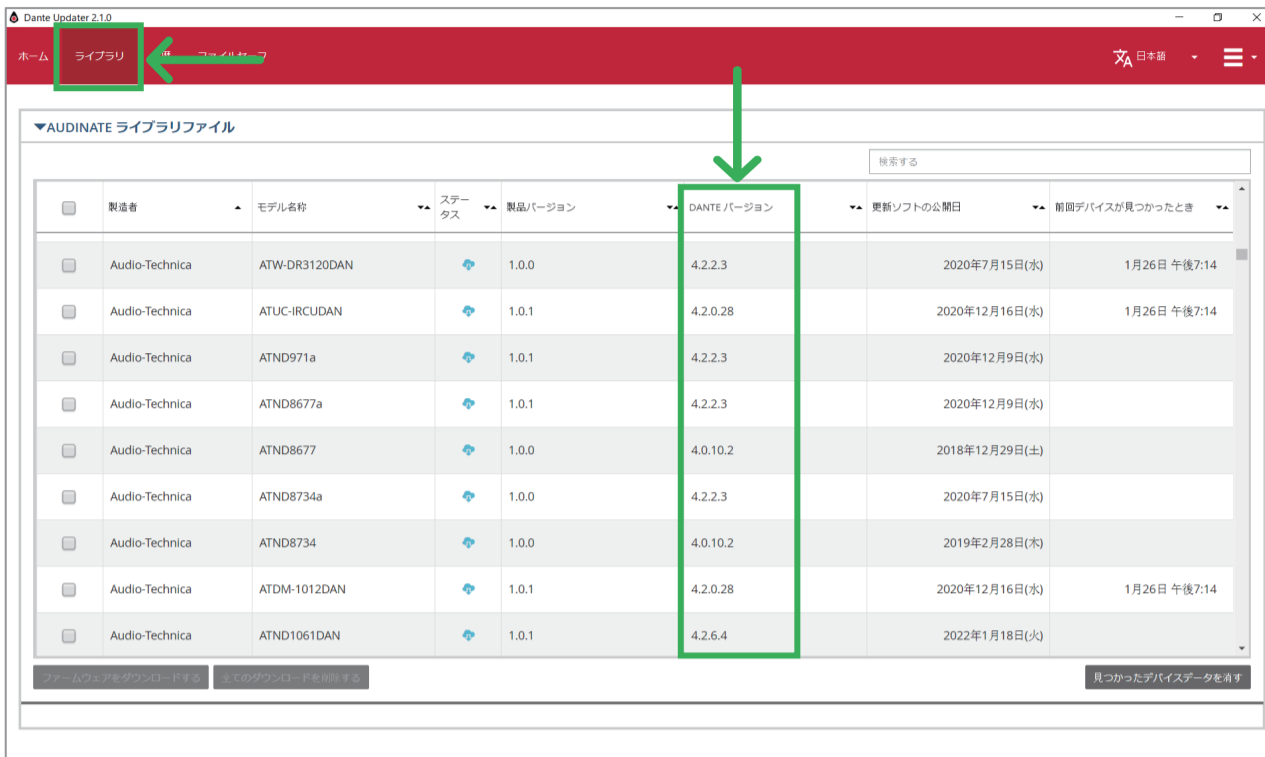 Dante Updater 2.1.0
ホーム ライブラリ ファイルセーフ 日本語
AUDINATE ライブラリファイル
検索する
製造者 モデル名称 ステータス 製品バージョン DANTE バージョン 更新ソフトの公開日 前回デバイスが見つかったとき
Audio-Technica ATW-DR3120DAN 1.0.0 4.2.2.3 2020年7月15日(水) 1月26日 午後7:14
Audio-Technica ATUC-IRCUDAN 1.0.1 4.2.0.28 2020年12月16日(水) 1月26日 午後7:14
Audio-Technica ATND971a 1.0.1 4.2.2.3 2020年12月9日(水)
Audio-Technica ATND8677a 1.0.1 4.2.2.3 2020年12月9日(水)
Audio-Technica ATND8677 1.0.0 4.0.10.2 2018年12月29日(土)
Audio-Technica ATND8734a 1.0.0 4.2.2.3 2020年7月15日(水)
Audio-Technica ATND8734 1.0.0 4.0.10.2 2019年2月28日(木)
Audio-Technica ATDM-1012DAN 1.0.1 4.2.0.28 2020年12月16日(水) 1月26日 午後7:14
Audio-Technica ATND1061DAN 1.0.1 4.2.6.4 2022年1月18日(火)
ファームウェアをダウンロードする 全てのダウンロードを削除する 見つかったデバイスデータを消す